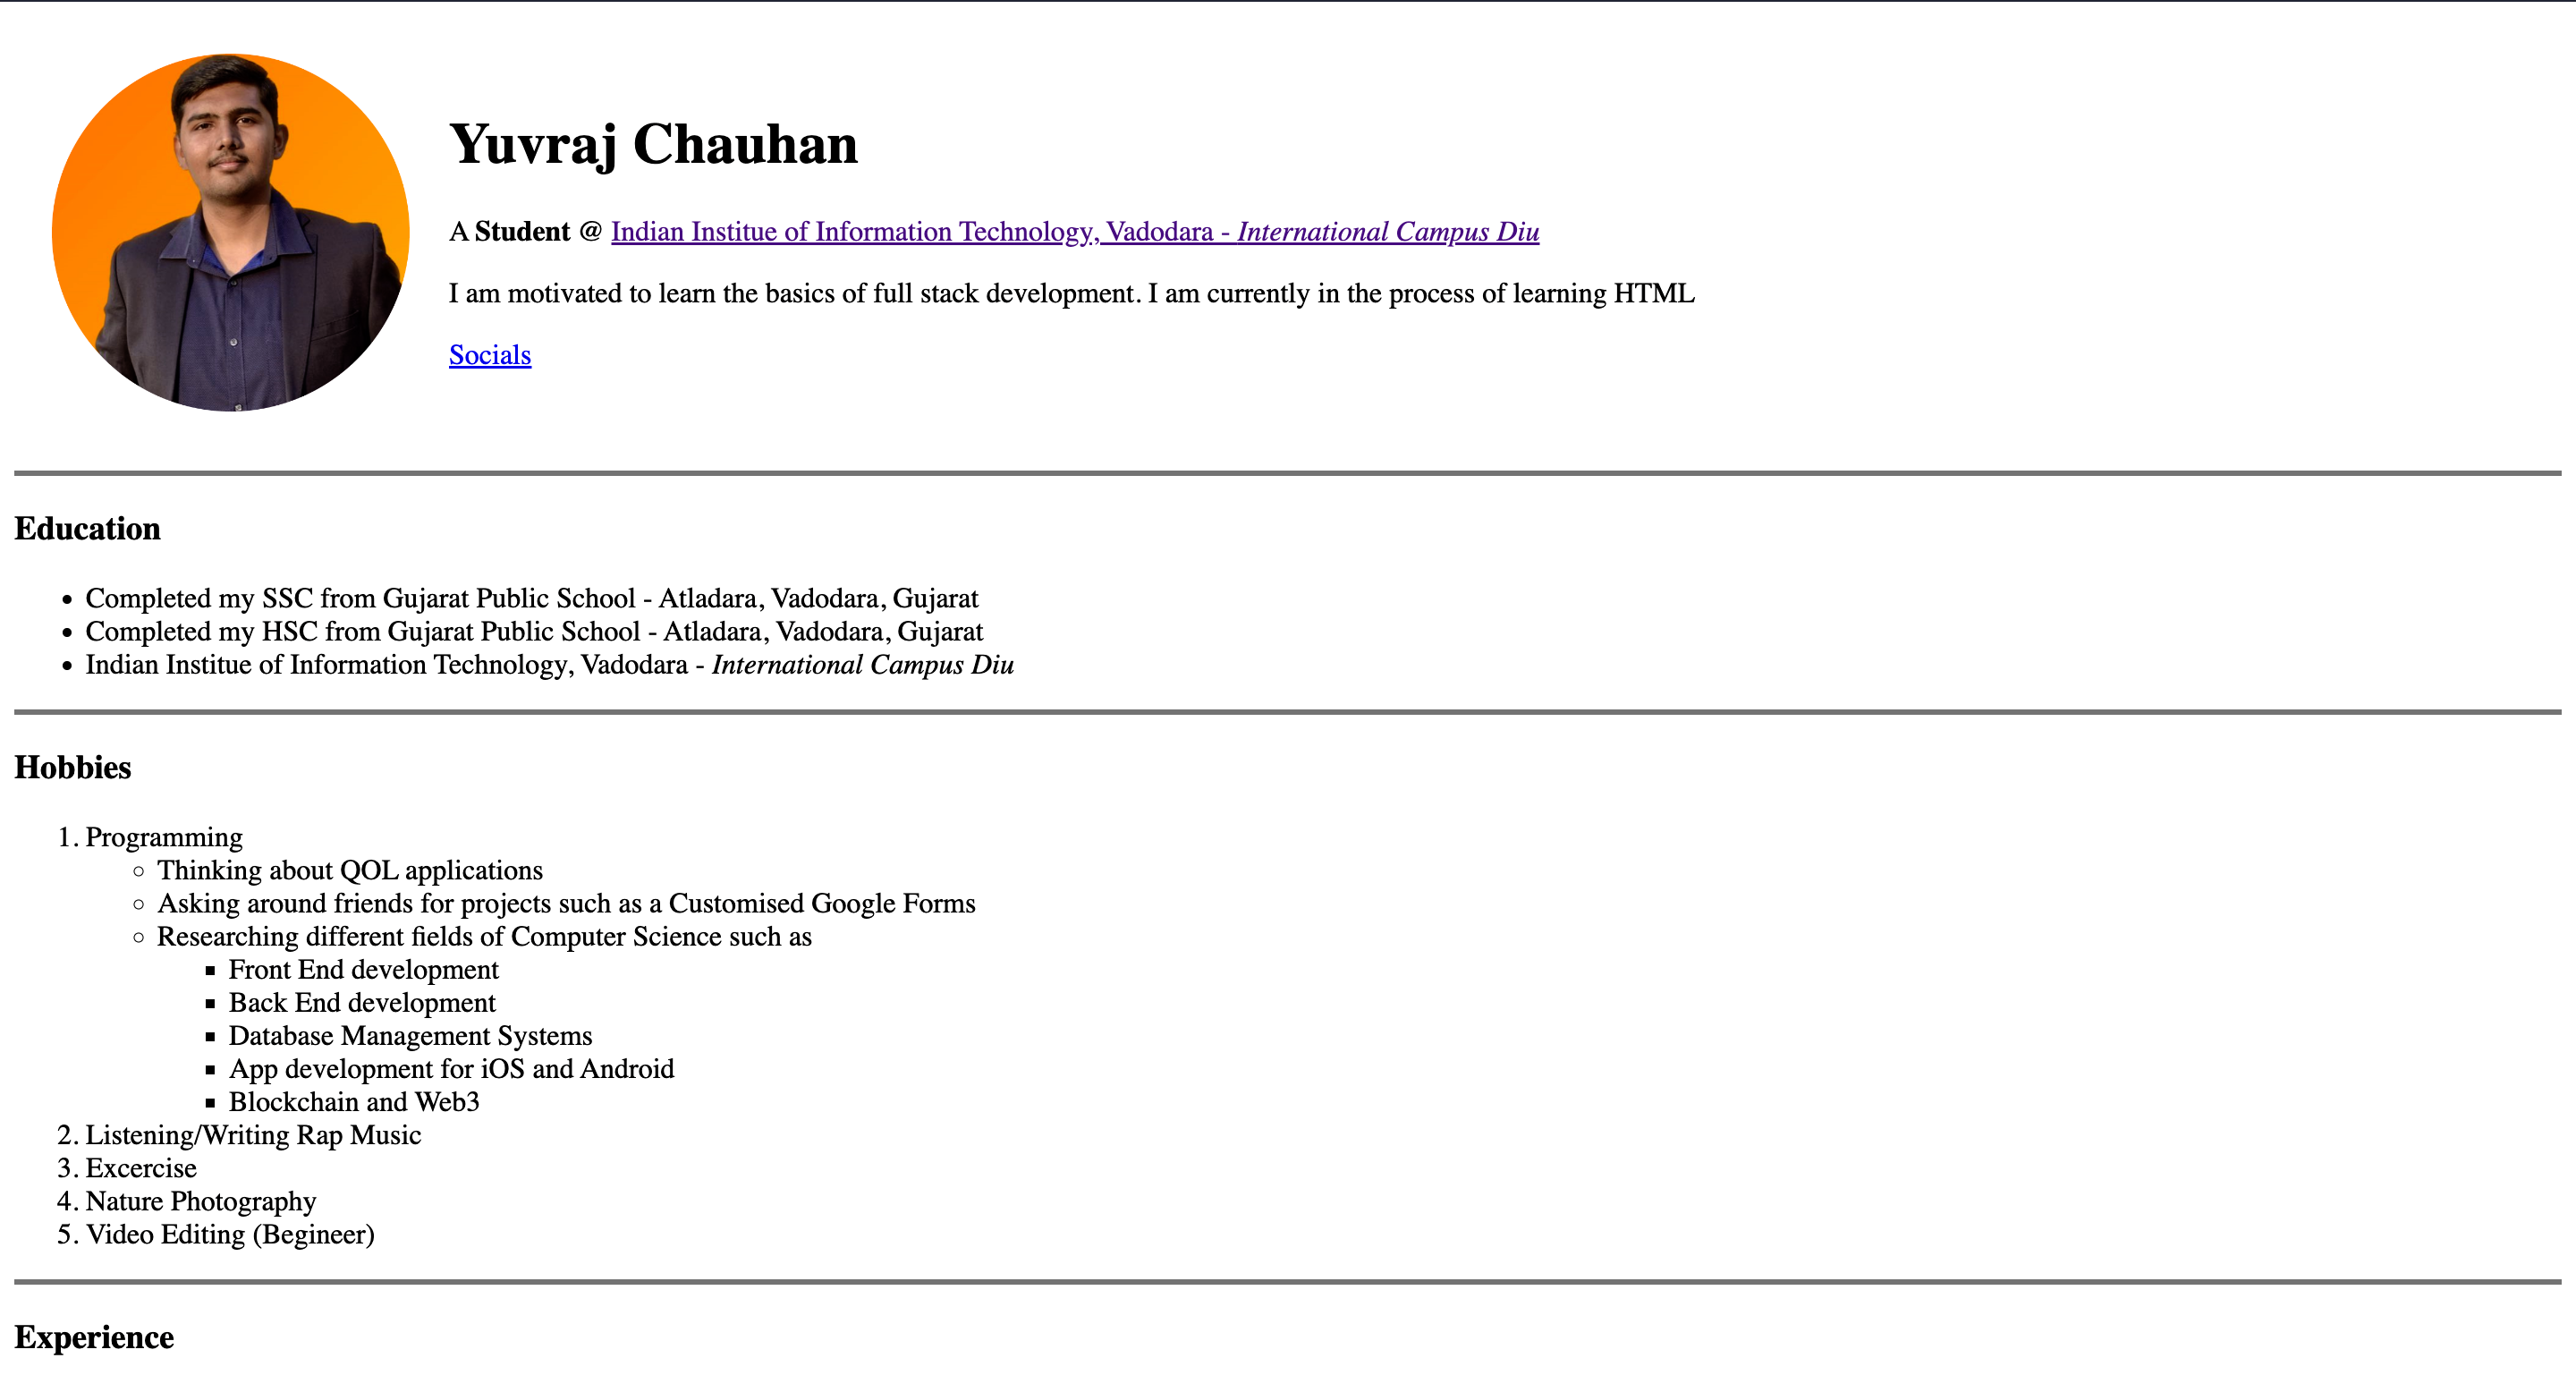 Yuvraj Chauhan
A Student @ Indian Institue of Information Technology, Vadodara - International Campus Diu
I am motivated to learn the basics of full stack development. I am currently in the process of learning HTML
Socials
Education
• Completed my SSC from Gujarat Public School - Atladara, Vadodara, Gujarat
• Completed my HSC from Gujarat Public School - Atladara, Vadodara, Gujarat
• Indian Institue of Information Technology, Vadodara - International Campus Diu
Hobbies
1. Programming
◦ Thinking about QOL applications
◦ Asking around friends for projects such as a Customised Google Forms
◦ Researching different fields of Computer Science such as
▪ Front End development
▪ Back End development
▪ Database Management Systems
▪ App development for iOS and Android
▪ Blockchain and Web3
2. Listening/Writing Rap Music
3. Excercise
4. Nature Photography
5. Video Editing (Begineer)
Experience